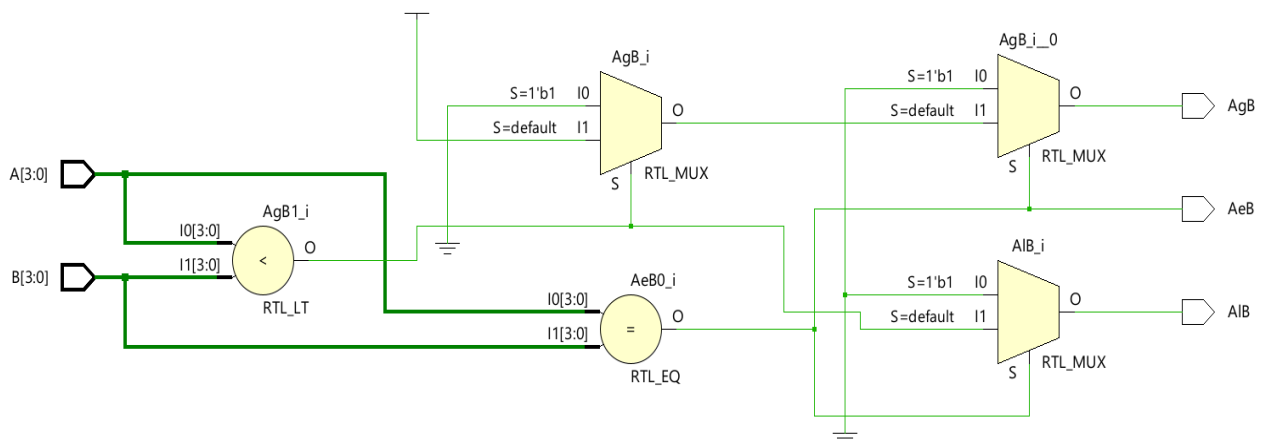 AgB_i__0
AgB_i
S=1'b1 I0
O
AgB
S=1'b1 I0
O
S=default I1
S=default I1
RTL_MUX
S
A[3:0]
RTL_MUX
S
AgB1_i
AeB
I0[3:0]
O
AlB_i
<
B[3:0]
I1[3:0]
AeB0_i
S=1'b1 I0
O
RTL_LT
I0[3:0]
O
S=default I1
AlB
=
I1[3:0]
RTL_MUX
S
RTL_EQ